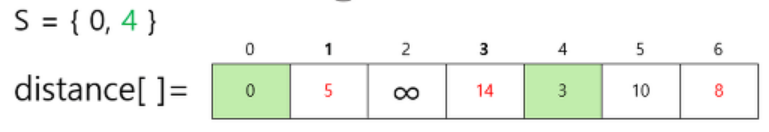 S = { 0, 4 }
0 1 2 3 4 5 6
distance[ ]= 0 5 ∞ 14 3 10 8